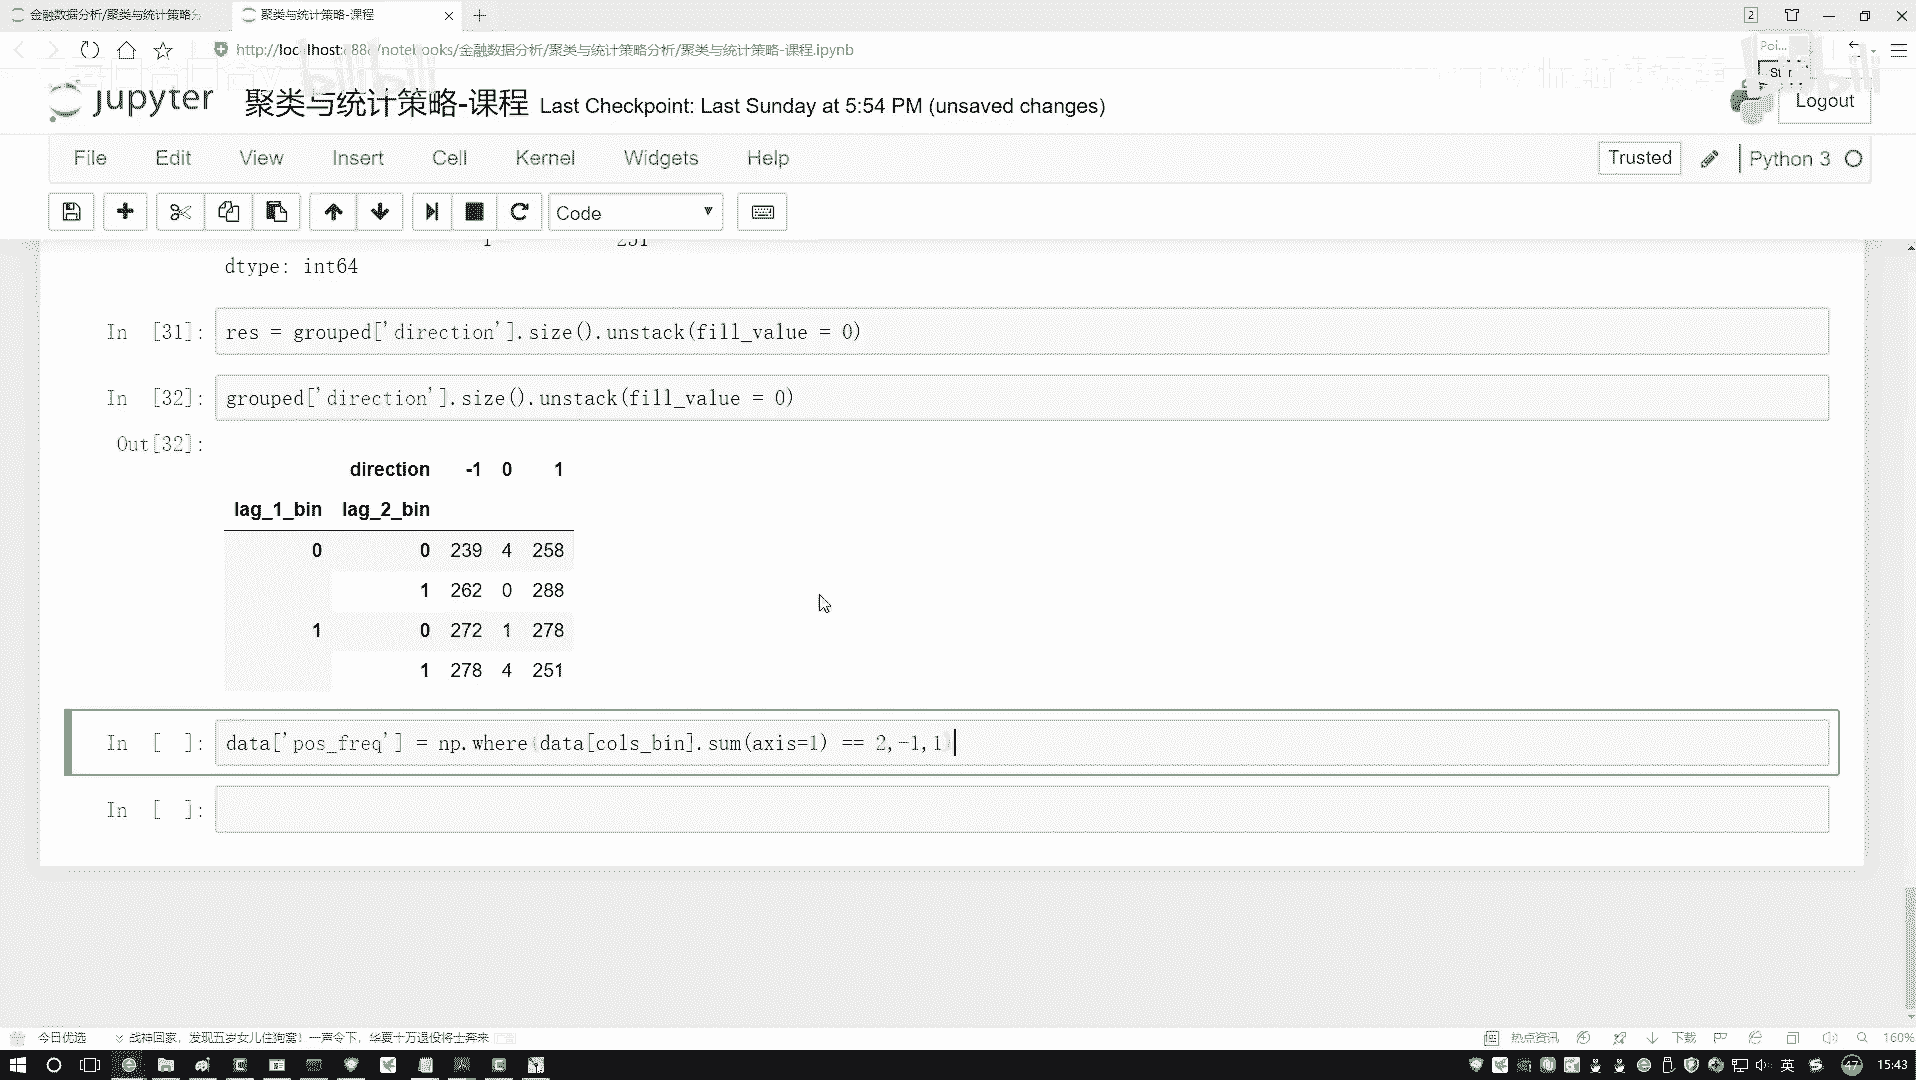 金融数据分析/聚类与统计策略分
聚类与统计策略-课程
http://localhost:888/notebooks/金融数据分析/聚类与统计策略分析/聚类与统计策略-课程.ipynb
Poi...
jupyter 聚类与统计策略-课程 Last Checkpoint: Last Sunday at 5:54 PM (unsaved changes)
Logout
bilibili
File Edit View Insert Cell Kernel Widgets Help
Trusted Python 3
Code
1 251
dtype: int64
In [31]: res = grouped['direction'].size().unstack(fill_value = 0)
In [32]: grouped['direction'].size().unstack(fill_value = 0)
Out[32]:
direction -1 0 1
lag_1_bin lag_2_bin
0 0 239 4 258
1 262 0 288
1 0 272 1 278
1 278 4 251
In [ ]: data['pos_freq'] = np.where(data[cols_bin].sum(axis=1) == 2,-1,1)
In [ ]:
今日优选 战神回家，发现五岁女儿住狗窝！一声令下，华夏十万退役将士奔来
热点资讯 下载 160%
英 47 15:43